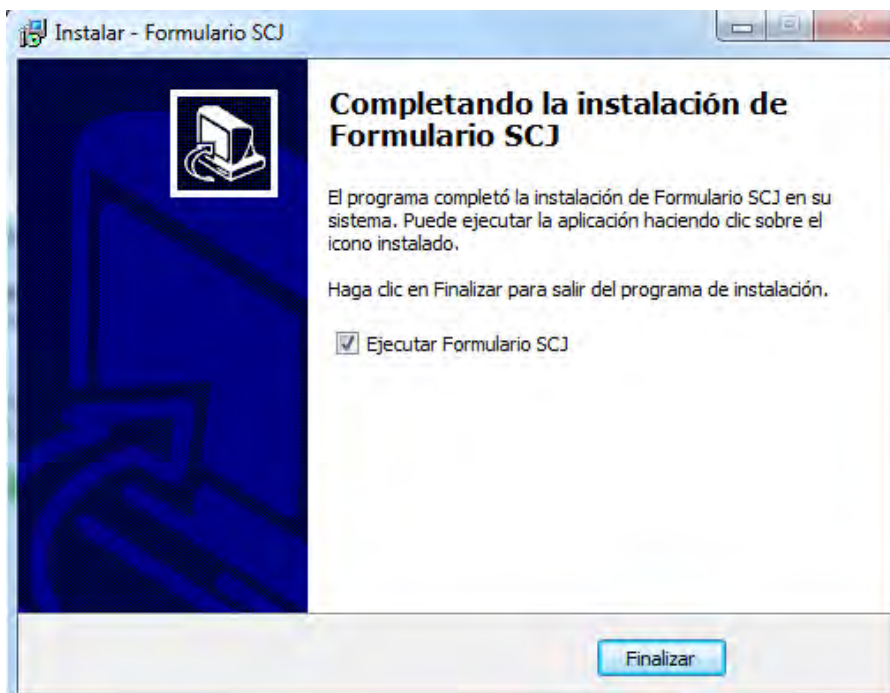 Instalar - Formulario SCJ
Completando la instalación de
Formulario SCJ
El programa completó la instalación de Formulario SCJ en su
sistema. Puede ejecutar la aplicación haciendo clic sobre el
icono instalado.
Haga clic en Finalizar para salir del programa de instalación.
Ejecutar Formulario SCJ
Finalizar